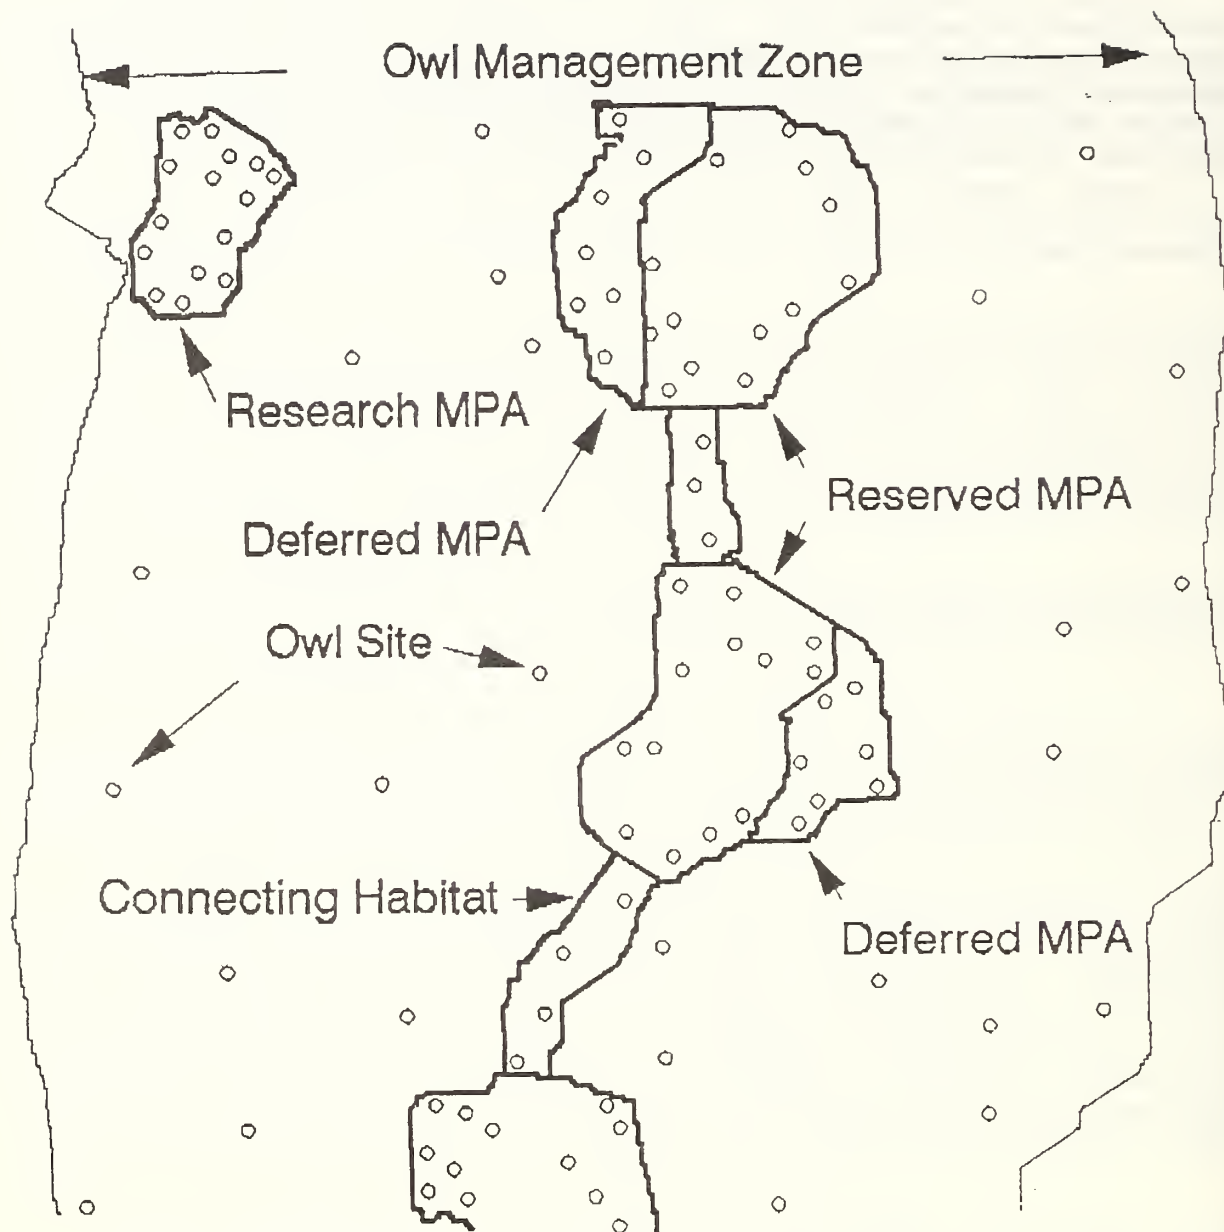 Owl Management Zone
Research MPA
Reserved MPA
Deferred MPA
Owl Site
Connecting Habitat
Deferred MPA